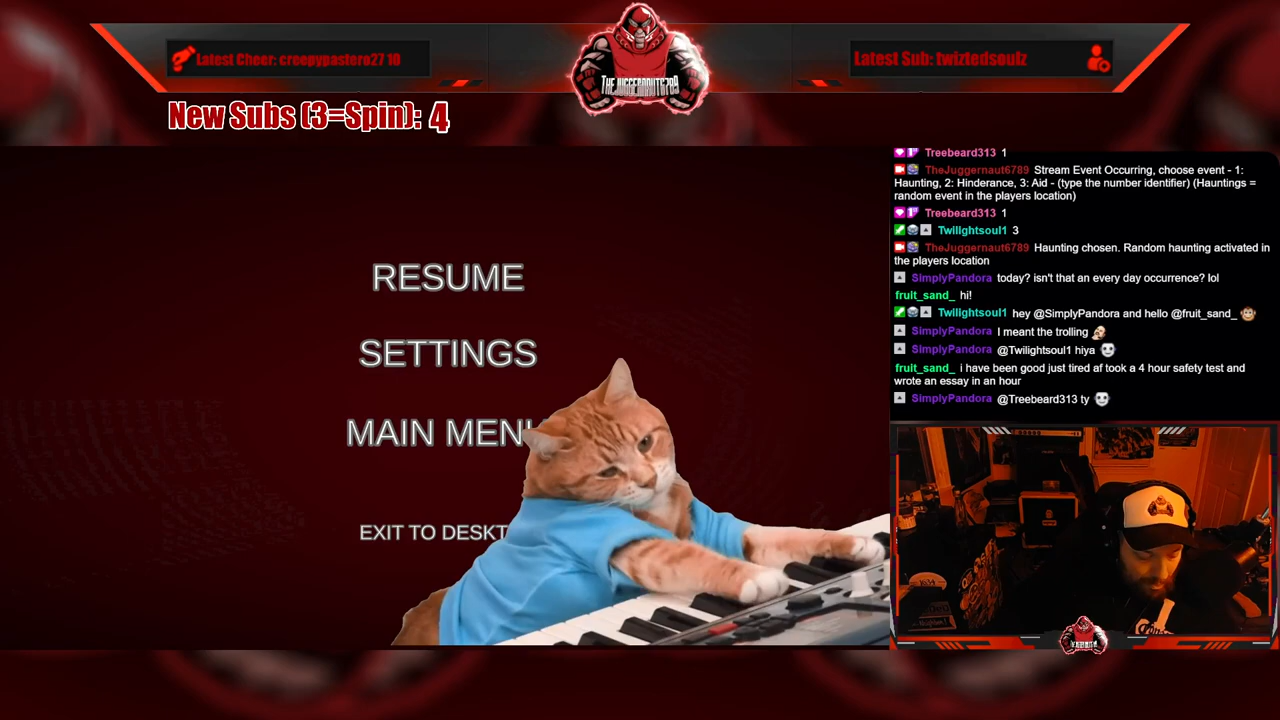 Latest Cheer: creepypastero27 10
THEJUGGERNAUT6789
Latest Sub: twiztedsoulz
New Subs (3=Spin): 4
RESUME
SETTINGS
MAIN MENU
EXIT TO DESKT
Treebeard313 1
TheJuggernaut6789 Stream Event Occurring, choose event - 1:
Haunting, 2: Hinderance, 3: Aid - (type the number identifier) (Hauntings =
random event in the players location)
Treebeard313 1
Twilightsoul1 3
TheJuggernaut6789 Haunting chosen. Random haunting activated in
the players location
SimplyPandora today? isn't that an every day occurrence? lol
fruit_sand_ hi!
Twilightsoul1 hey @SimplyPandora and hello @fruit_sand_
SimplyPandora I meant the trolling
SimplyPandora @Twilightsoul1 hiya
fruit_sand_ i have been good just tired af took a 4 hour safety test and
wrote an essay in an hour
SimplyPandora @Treebeard313 ty